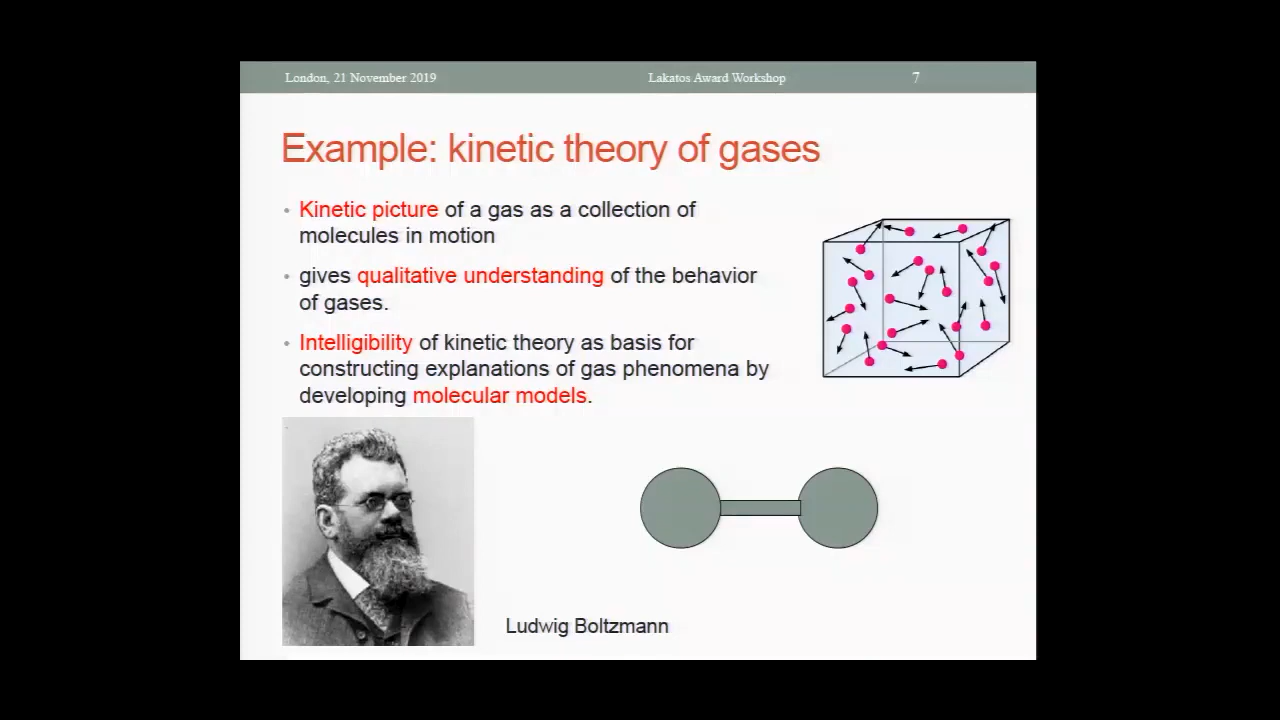 London, 21 November 2019 Lakatos Award Workshop 7
Example: kinetic theory of gases
• Kinetic picture of a gas as a collection of
molecules in motion
• gives qualitative understanding of the behavior
of gases.
• Intelligibility of kinetic theory as basis for
constructing explanations of gas phenomena by
developing molecular models.
Ludwig Boltzmann